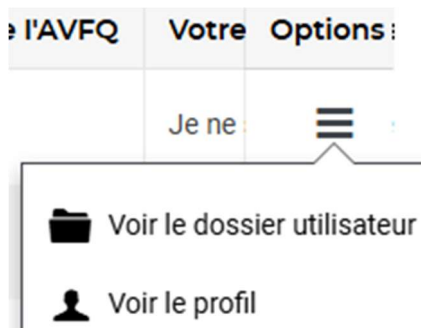 l'AVFQ Votre Options
Je ne
Voir le dossier utilisateur
Voir le profil